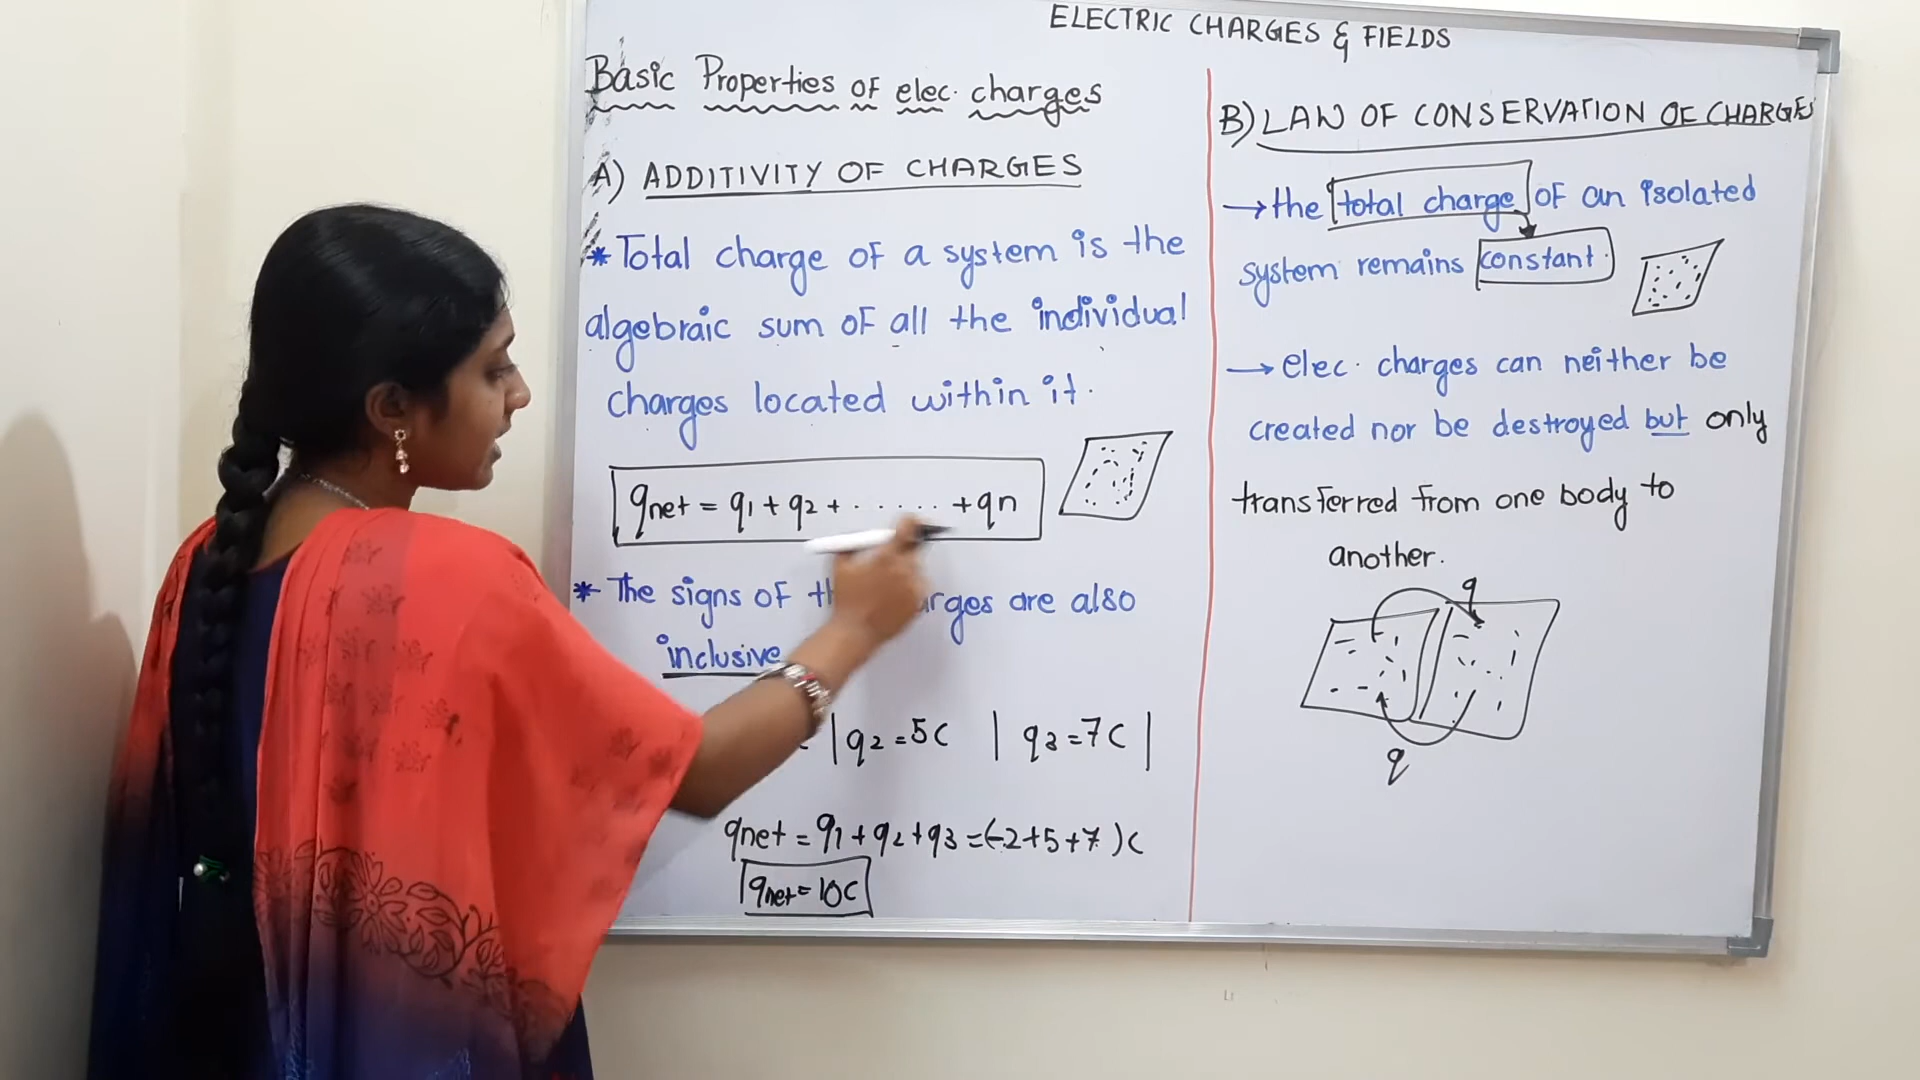 ELECTRIC CHARGES & FIELDS
Basic Properties of elec. charges
A) ADDITIVITY OF CHARGES
* Total charge of a system is the
algebraic sum of all the individual
charges located within it.
qnet = q1 + q2 + ...... + qn
* The signs of charges are also
inclusive
| q2 = 5C | q3 = 7C |
qnet = q1 + q2 + q3 = (-2+5+7)C
qnet = 10C
B) LAW OF CONSERVATION OF CHARGES
→ the total charge of an isolated
system remains constant.
→ elec. charges can neither be
created nor be destroyed but only
transferred from one body to
another.
q
q